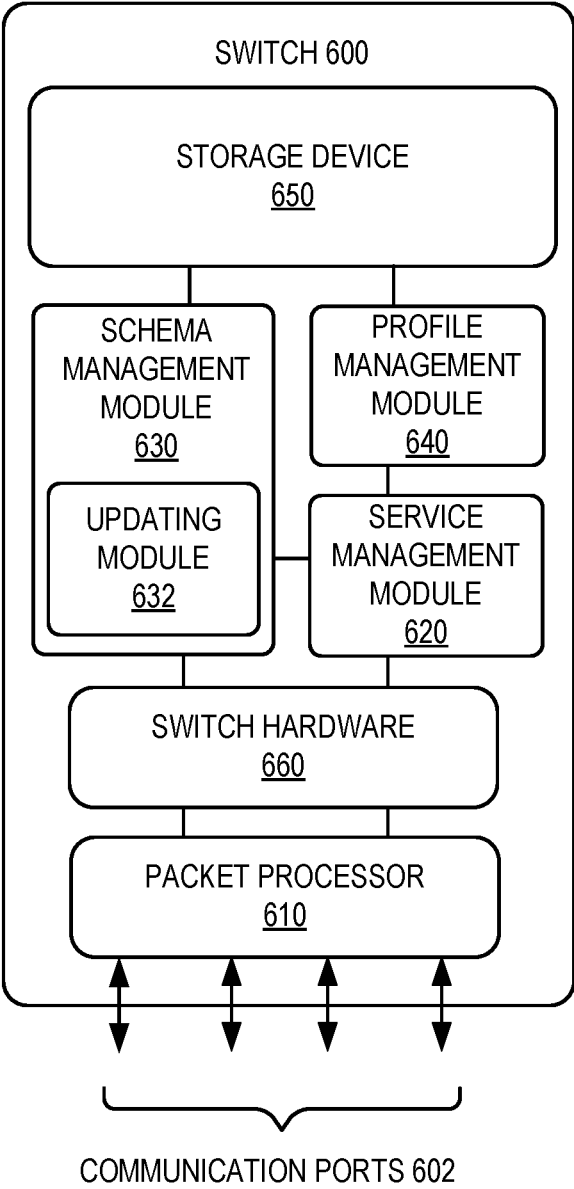 SWITCH 600
STORAGE DEVICE
650
SCHEMA
MANAGEMENT
MODULE
630
UPDATING
MODULE
632
PROFILE
MANAGEMENT
MODULE
640
SERVICE
MANAGEMENT
MODULE
620
SWITCH HARDWARE
660
PACKET PROCESSOR
610
COMMUNICATION PORTS 602